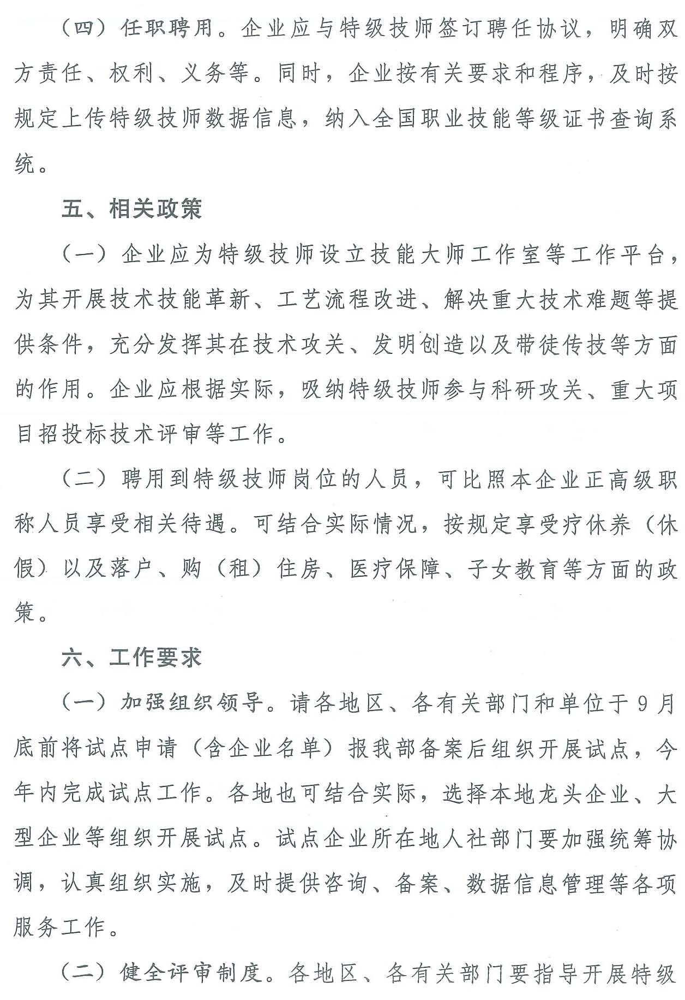 （四）任职聘用。企业应与特级技师签订聘任协议，明确双
方责任、权利、义务等。同时，企业按有关要求和程序，及时按
规定上传特级技师数据信息，纳入全国职业技能等级证书查询系
统。
五、相关政策
（一）企业应为特级技师设立技能大师工作室等工作平台，
为其开展技术技能革新、工艺流程改进、解决重大技术难题等提
供条件，充分发挥其在技术攻关、发明创造以及带徒传技等方面
的作用。企业应根据实际，吸纳特级技师参与科研攻关、重大项
目招投标技术评审等工作。
（二）聘用到特级技师岗位的人员，可比照本企业正高级职
称人员享受相关待遇。可结合实际情况，按规定享受疗休养（休
假）以及落户、购（租）住房、医疗保障、子女教育等方面的政
策。
六、工作要求
（一）加强组织领导。请各地区、各有关部门和单位于 9 月
底前将试点申请（含企业名单）报我部备案后组织开展试点，今
年内完成试点工作。各地也可结合实际，选择本地龙头企业、大
型企业等组织开展试点。试点企业所在地人社部门要加强统筹协
调，认真组织实施，及时提供咨询、备案、数据信息管理等各项
服务工作。
（二）健全评审制度。各地区、各有关部门要指导开展特级